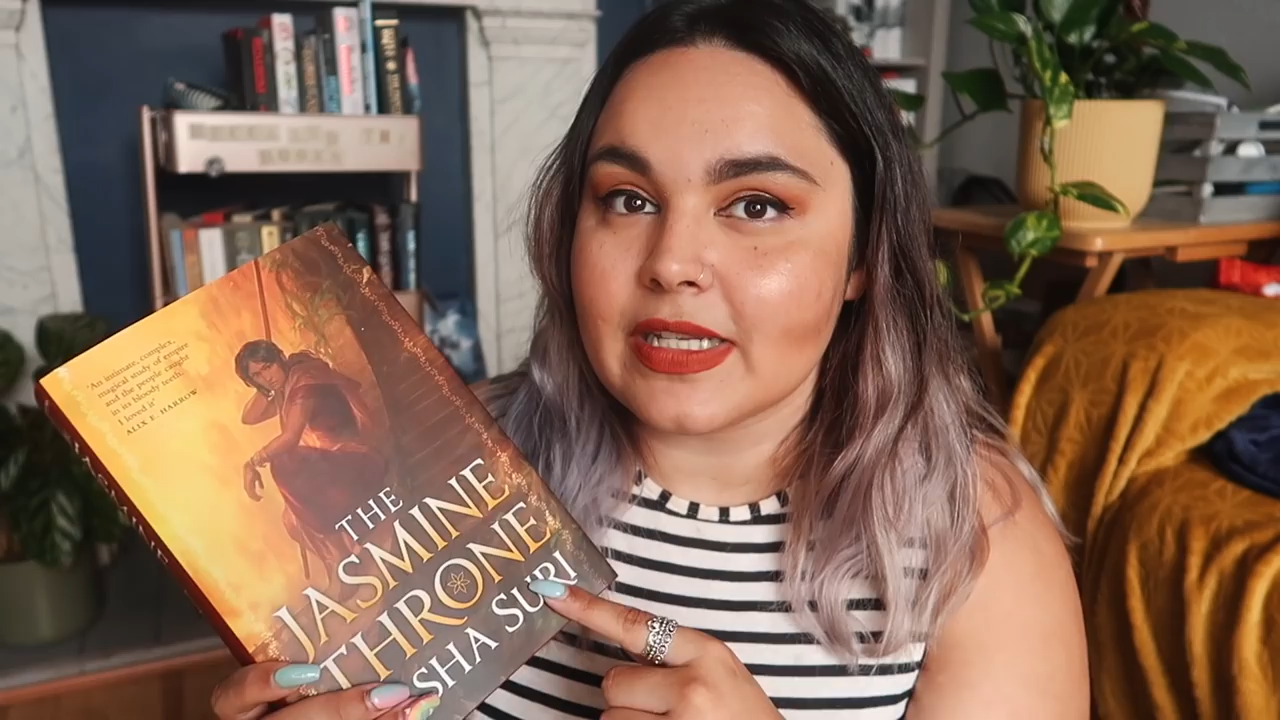 'An intimate, complex,
magical study of empire
and the people caught
in its bloody teeth.
I loved it'
ALIX E. HARROW
THE
JASMINE
THRONE
SHA SURI